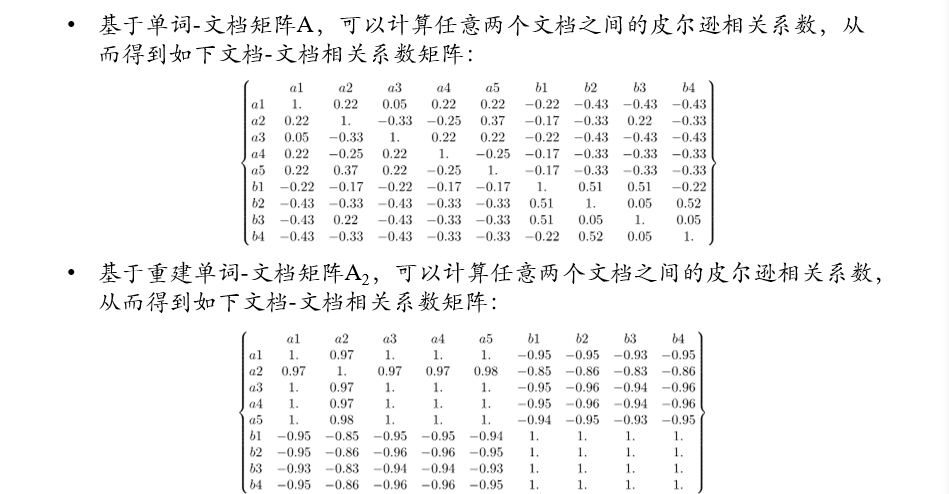 • 基于单词-文档矩阵A，可以计算任意两个文档之间的皮尔逊相关系数，从
而得到如下文档-文档相关系数矩阵：
a1 a2 a3 a4 a5 b1 b2 b3 b4
a1 1. 0.22 0.05 0.22 0.22 −0.22 −0.43 −0.43 −0.43
a2 0.22 1. −0.33 −0.25 0.37 −0.17 −0.33 0.22 −0.33
a3 0.05 −0.33 1. 0.22 0.22 −0.22 −0.43 −0.43 −0.43
a4 0.22 −0.25 0.22 1. −0.25 −0.17 −0.33 −0.33 −0.33
a5 0.22 0.37 0.22 −0.25 1. −0.17 −0.33 −0.33 −0.33
b1 −0.22 −0.17 −0.22 −0.17 −0.17 1. 0.51 0.51 −0.22
b2 −0.43 −0.33 −0.43 −0.33 −0.33 0.51 1. 0.05 0.52
b3 −0.43 0.22 −0.43 −0.33 −0.33 0.51 0.05 1. 0.05
b4 −0.43 −0.33 −0.43 −0.33 −0.33 −0.22 0.52 0.05 1.
• 基于重建单词-文档矩阵A₂，可以计算任意两个文档之间的皮尔逊相关系数，
从而得到如下文档-文档相关系数矩阵：
a1 a2 a3 a4 a5 b1 b2 b3 b4
a1 1. 0.97 1. 1. 1. −0.95 −0.95 −0.93 −0.95
a2 0.97 1. 0.97 0.97 0.98 −0.85 −0.86 −0.83 −0.86
a3 1. 0.97 1. 1. 1. −0.95 −0.96 −0.94 −0.96
a4 1. 0.97 1. 1. 1. −0.95 −0.96 −0.94 −0.96
a5 1. 0.98 1. 1. 1. −0.94 −0.95 −0.93 −0.95
b1 −0.95 −0.85 −0.95 −0.95 −0.94 1. 1. 1. 1.
b2 −0.95 −0.86 −0.96 −0.96 −0.95 1. 1. 1. 1.
b3 −0.93 −0.83 −0.94 −0.94 −0.93 1. 1. 1. 1.
b4 −0.95 −0.86 −0.96 −0.96 −0.95 1. 1. 1. 1.